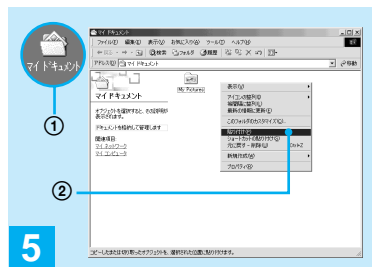 マイ ドキュメント
①
マイ ドキュメント
ファイル(F) 編集(E) 表示(V) お気に入り(A) ツール(T) ヘルプ(H)
検索 フォルダ 履歴
アドレス(D) マイ ドキュメント 移動
マイ ドキュメント
My Pictures
オブジェクトを選択すると、その説明が
表示されます。
ドキュメントを格納して管理します
関連項目:
マイ ネットワーク
マイ コンピュータ
表示(V)
アイコンの整列(I)
等間隔に整列(L)
最新の情報に更新(E)
このフォルダのカスタマイズ(C)...
貼り付け(P)
ショートカットの貼り付け(S)
元に戻す - 削除(U) Ctrl+Z
新規作成(W)
プロパティ(R)
②
5
コピーしたまたは切り取ったオブジェクトを、選択された位置に貼り付けます。